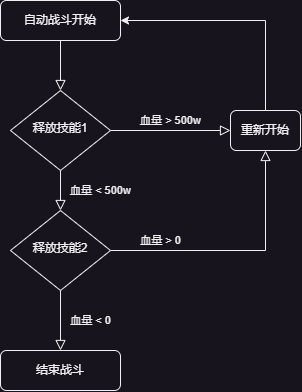 自动战斗开始
释放技能1
血量 > 500w
重新开始
血量 < 500w
释放技能2
血量 > 0
血量 < 0
结束战斗